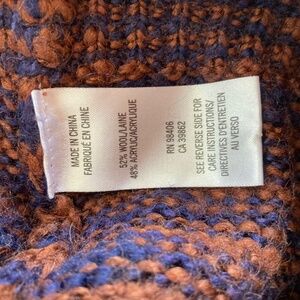 MADE IN CHINA
FABRIQUÉ EN CHINE
52% WOOL/LAINE
48% ACRYLIC/ACRYLIQUE
RN 98406
CA 39862
SEE REVERSE SIDE FOR
CARE INSTRUCTIONS/
DIRECTIVES D'ENTRETIEN
AU VERSO